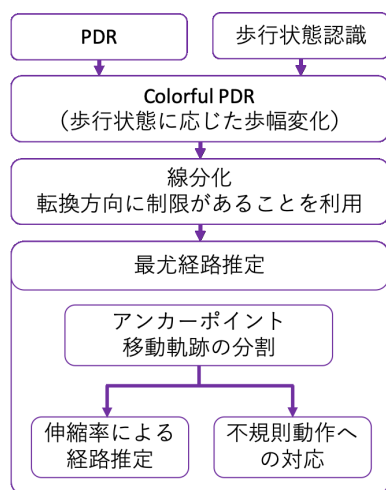 PDR
歩行状態認識
Colorful PDR
（歩行状態に応じた歩幅変化）
線分化
転換方向に制限があることを利用
最尤経路推定
アンカーポイント
移動軌跡の分割
伸縮率による
経路推定
不規則動作へ
の対応